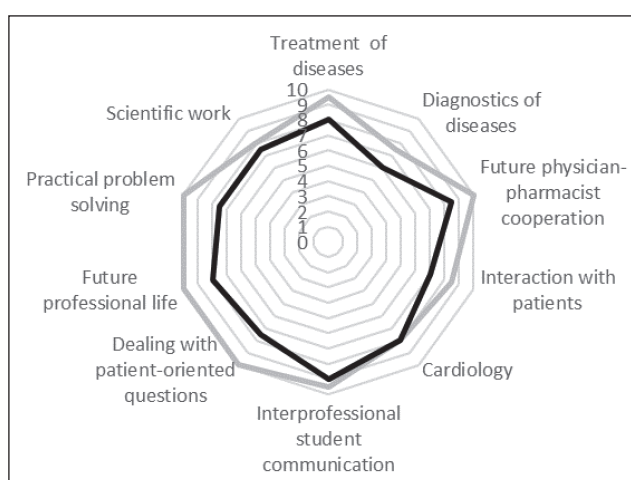 Treatment of
diseases
Diagnostics of
diseases
Future physician-
pharmacist
cooperation
Interaction with
patients
Cardiology
Interprofessional
student
communication
Dealing with
patient-oriented
questions
Future
professional life
Practical problem
solving
Scientific work
10
9
8
7
6
5
4
3
2
1
0